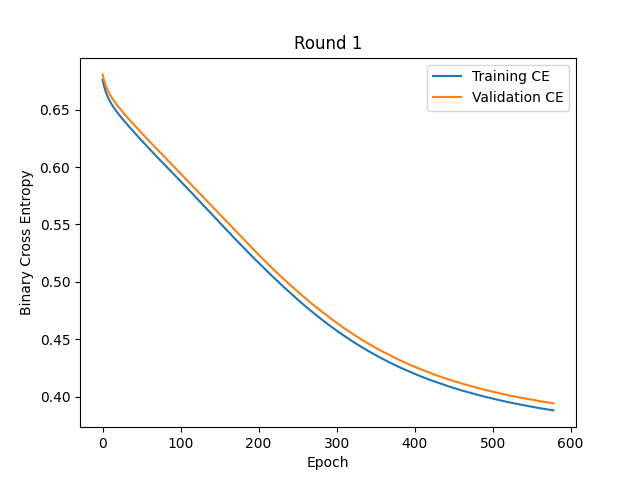 Round 1
Training CE
Validation CE
0.65
0.60
0.55
0.50
0.45
0.40
Binary Cross Entropy
0 100 200 300 400 500 600
Epoch